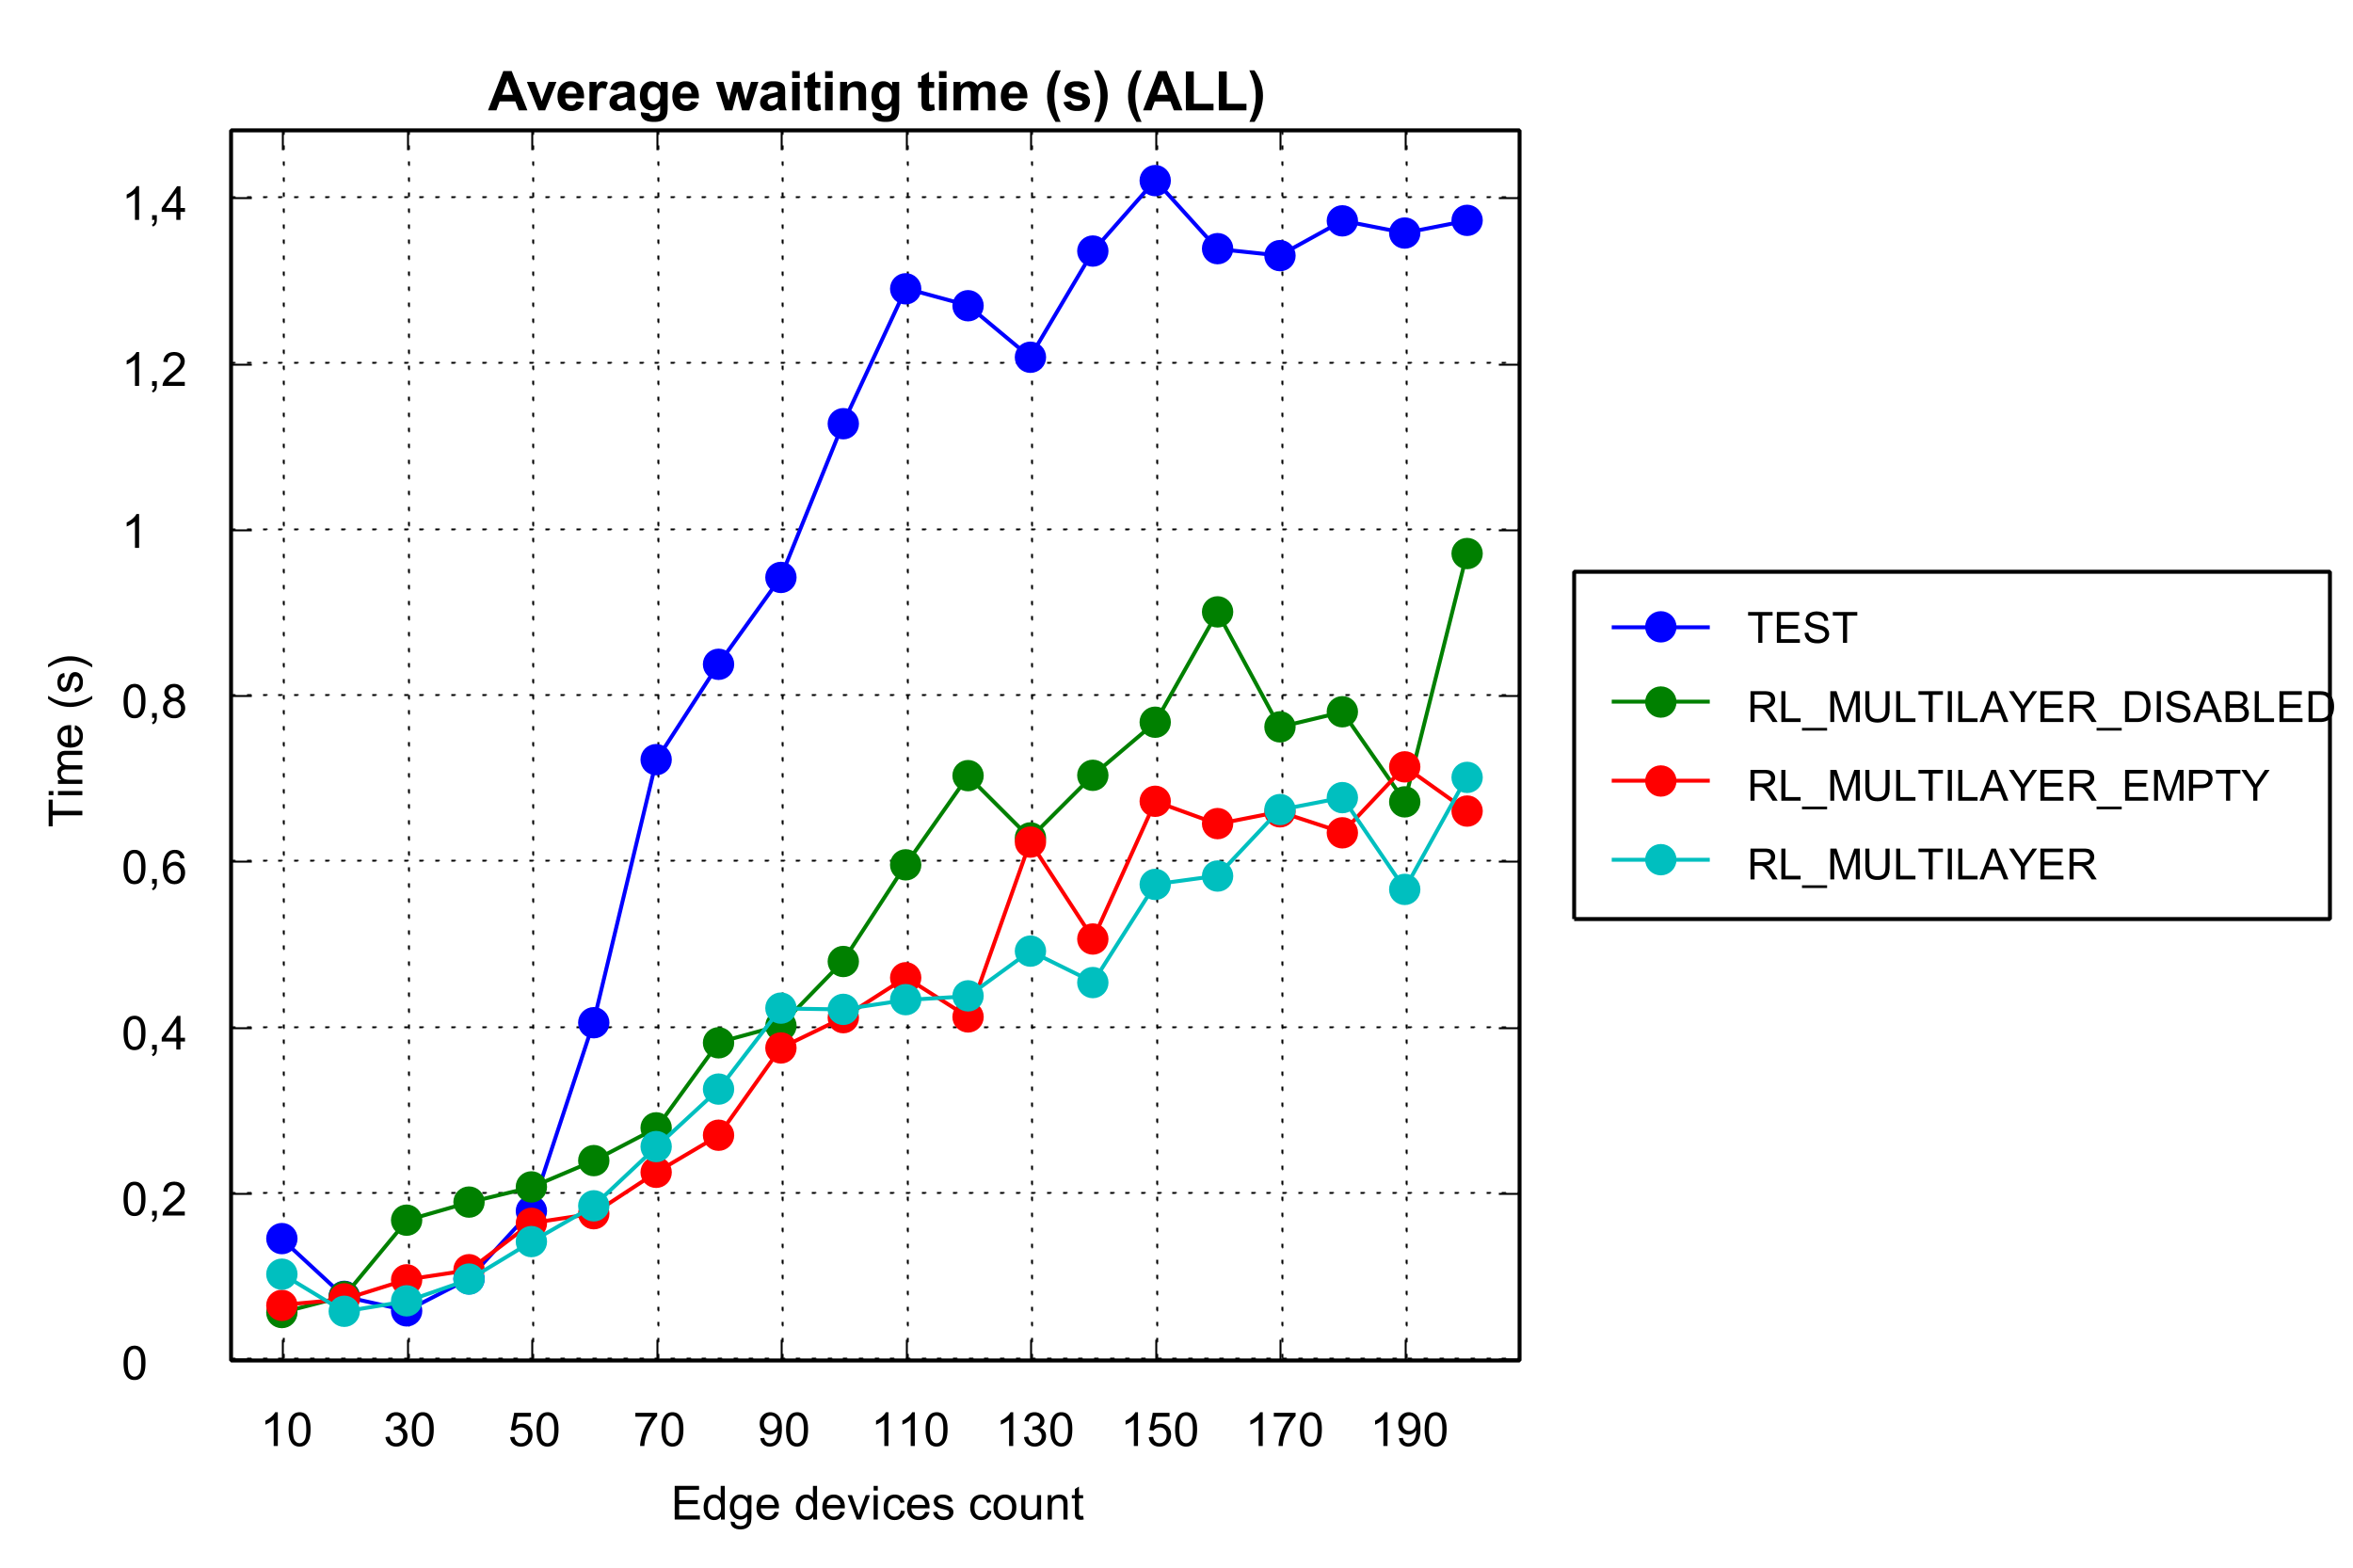 Average waiting time (s) (ALL)
1,4
1,2
1
0,8
0,6
0,4
0,2
0
Time (s)
10 30 50 70 90 110 130 150 170 190
Edge devices count
TEST
RL_MULTILAYER_DISABLED
RL_MULTILAYER_EMPTY
RL_MULTILAYER